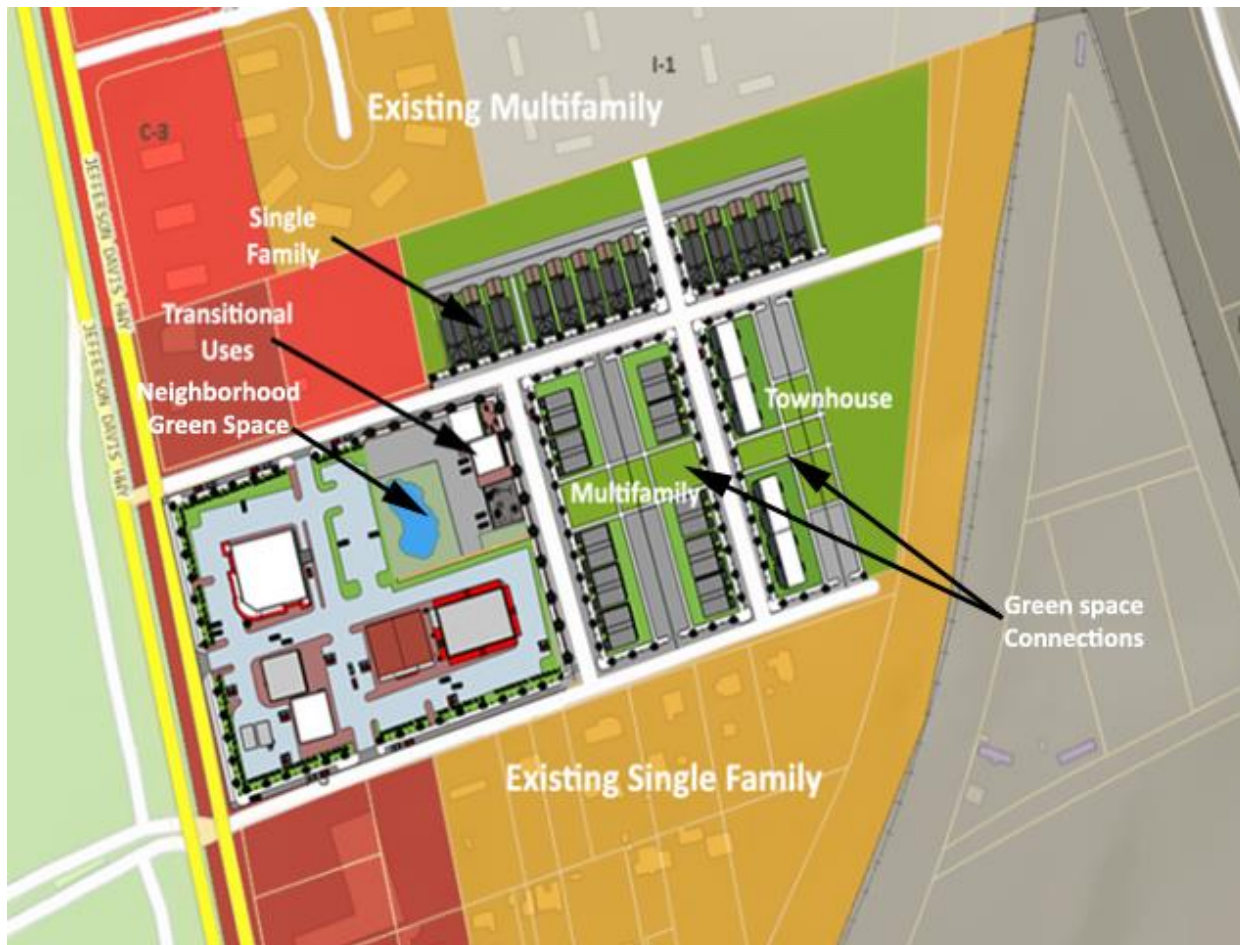 I-1
Existing Multifamily
C-3
JEFFERSON DAVIS HWY
JEFFERSON DAVIS HWY
Single
Family
Transitional
Uses
Neighborhood
Green Space
Townhouse
Multifamily
Green space
Connections
Existing Single Family